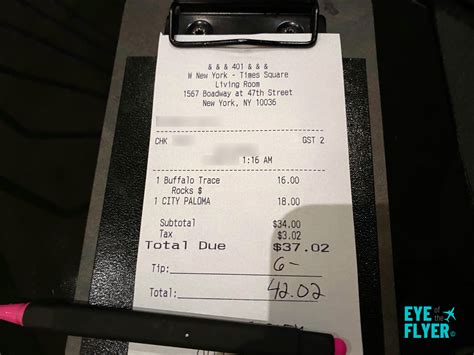 & & & 401 & & &
W New York - Times Square
Living Room
1567 Boadway at 47th Street
New York, NY 10036
CHK GST 2
1:16 AM
1 Buffalo Trace 16.00
Rocks $
1 CITY PALOMA 18.00
Subtotal $34.00
Tax $3.02
Total Due $37.02
Tip: 6-
Total: 42.02
EYE
of the
FLYER